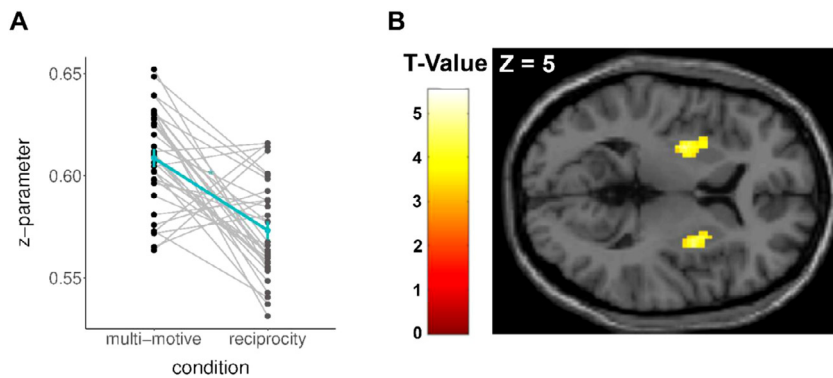 A
0.65
0.60
0.55
z-parameter
multi-motive
reciprocity
condition
B
T-Value
Z = 5
5
4
3
2
1
0